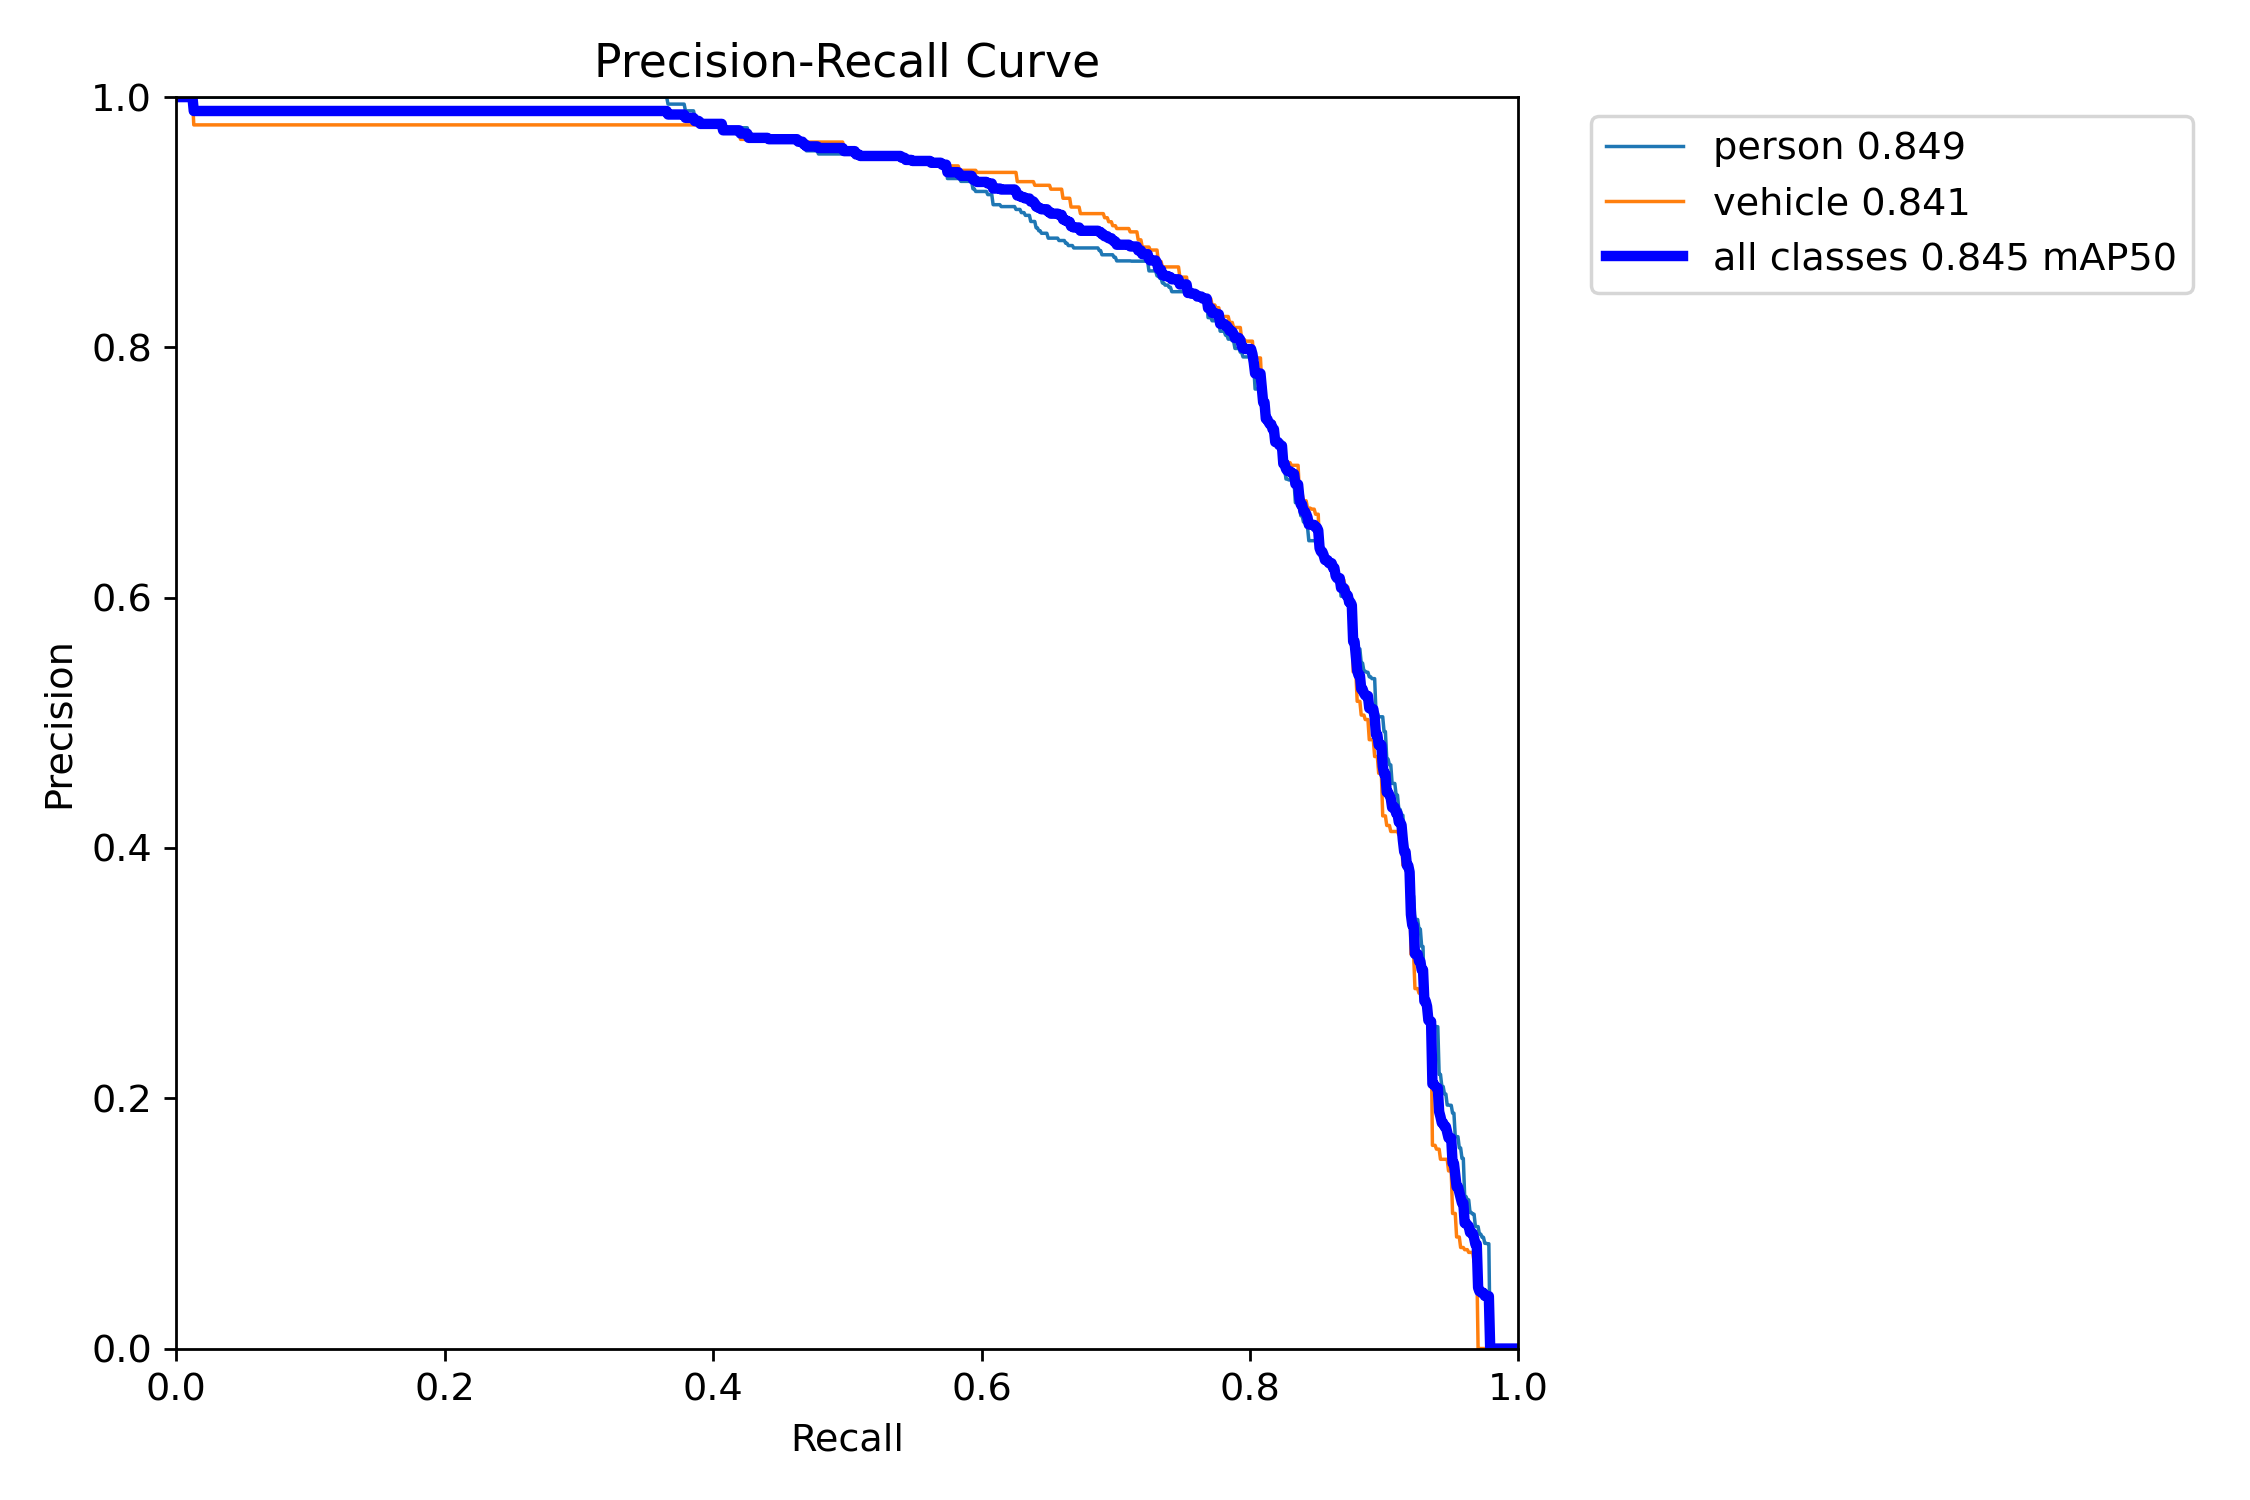 Precision-Recall Curve
1.0
0.8
0.6
0.4
0.2
0.0
Precision
0.0 0.2 0.4 0.6 0.8 1.0
Recall
person 0.849
vehicle 0.841
all classes 0.845 mAP50